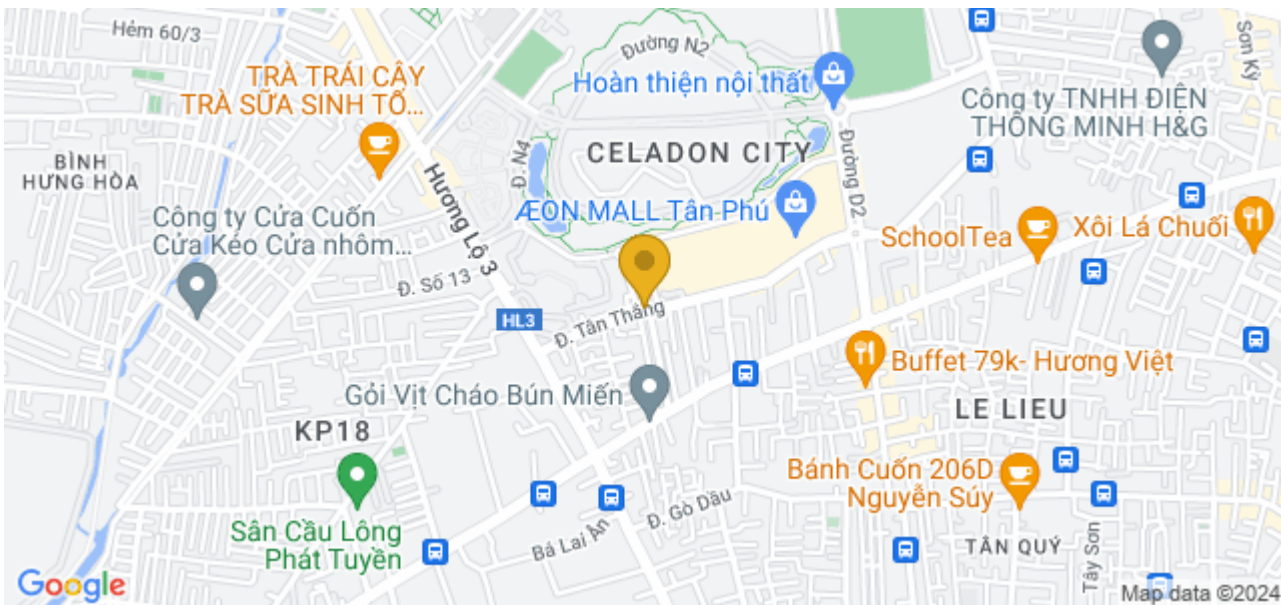 Hẻm 60/3
Đường N2
Sơn Kỳ
TRÀ TRÁI CÂY
TRÀ SỮA SINH TỐ...
Hoàn thiện nội thất
Công ty TNHH ĐIỆN
THÔNG MINH H&G
BÌNH
HƯNG HÒA
Đ. N4
CELADON CITY
Đường D2
Hương Lộ 3
ÆON MALL Tân Phú
Công ty Cửa Cuốn
Cửa Kéo Cửa nhôm...
SchoolTea
Xôi Lá Chuối
Đ. Số 13
HL3
Đ. Tân Thắng
Buffet 79k- Hương Việt
Gỏi Vịt Cháo Bún Miến
LE LIEU
KP18
Bánh Cuốn 206D
Nguyễn Súy
Đ. Gò Dầu
Sân Cầu Lông
Phát Tuyền
Bá Lai Ân
TÂN QUÝ
Tây Sơn
Google
Map data ©2024